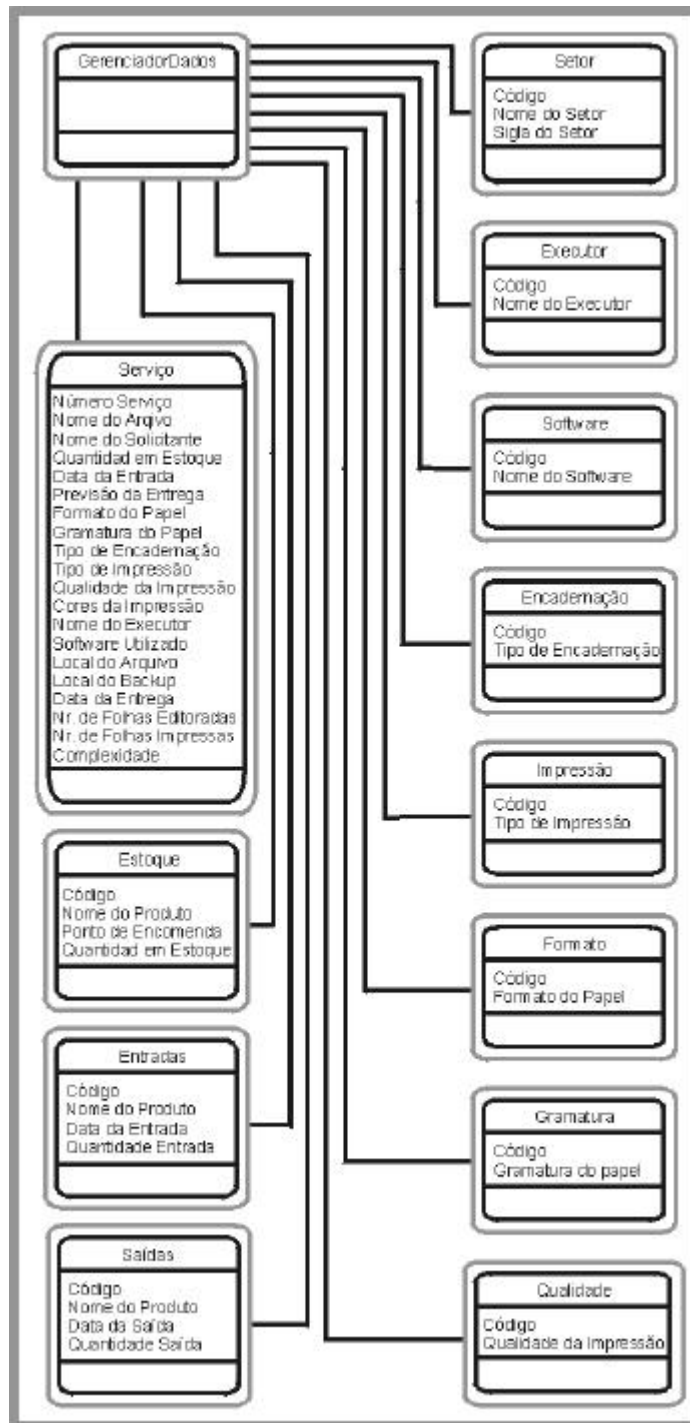 GerenciadorDados
Setor
Código
Nome do Setor
Sigla do Setor
Executor
Código
Nome do Executor
Serviço
Número Serviço
Nome do Arqivo
Nome do Solicitante
Quantidad em Estoque
Data da Entrada
Previsão da Entrega
Formato do Papel
Gramatura do Papel
Tipo de Encadernação
Tipo de Impressão
Qualidade da Impressão
Cores da Impressão
Nome do Executor
Software Utilizado
Local do Arquivo
Local do Backup
Data da Entrega
Nr. de Folhas Editoradas
Nr. de Folhas Impressas
Complexidade
Software
Código
Nome do Software
Encadernação
Código
Tipo de Encadernação
Impressão
Código
Tipo de Impressão
Estoque
Código
Nome do Produto
Ponto de Encomenda
Quantidad em Estoque
Formato
Código
Formato do Papel
Entradas
Código
Nome do Produto
Data da Entrada
Quantidade Entrada
Gramatura
Código
Gramatura do papel
Saídas
Código
Nome do Produto
Data da Saída
Quantidade Saída
Qualidade
Código
Qualidade da Impressão